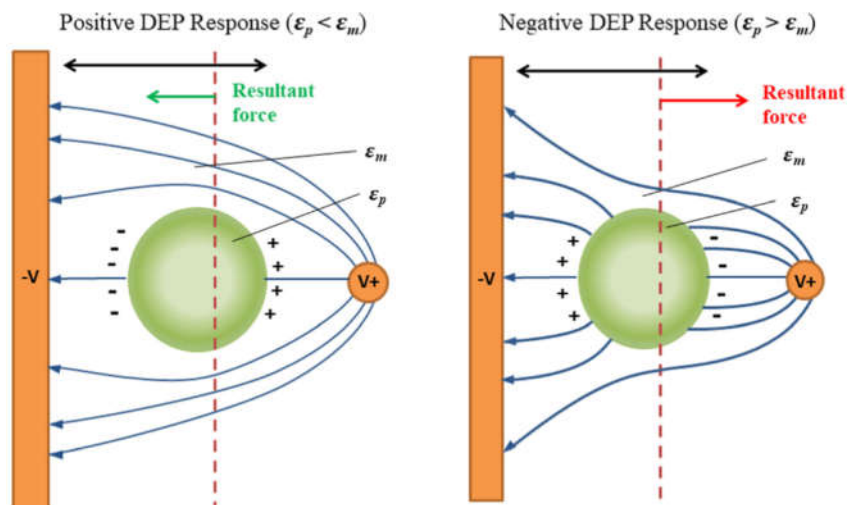 Positive DEP Response (εp < εm)
Resultant
force
εm
εp
-
-
-
-
-
+
+
+
+
-V
V+
Negative DEP Response (εp > εm)
Resultant
force
εm
εp
+
+
+
+
-
-
-
-
-V
V+